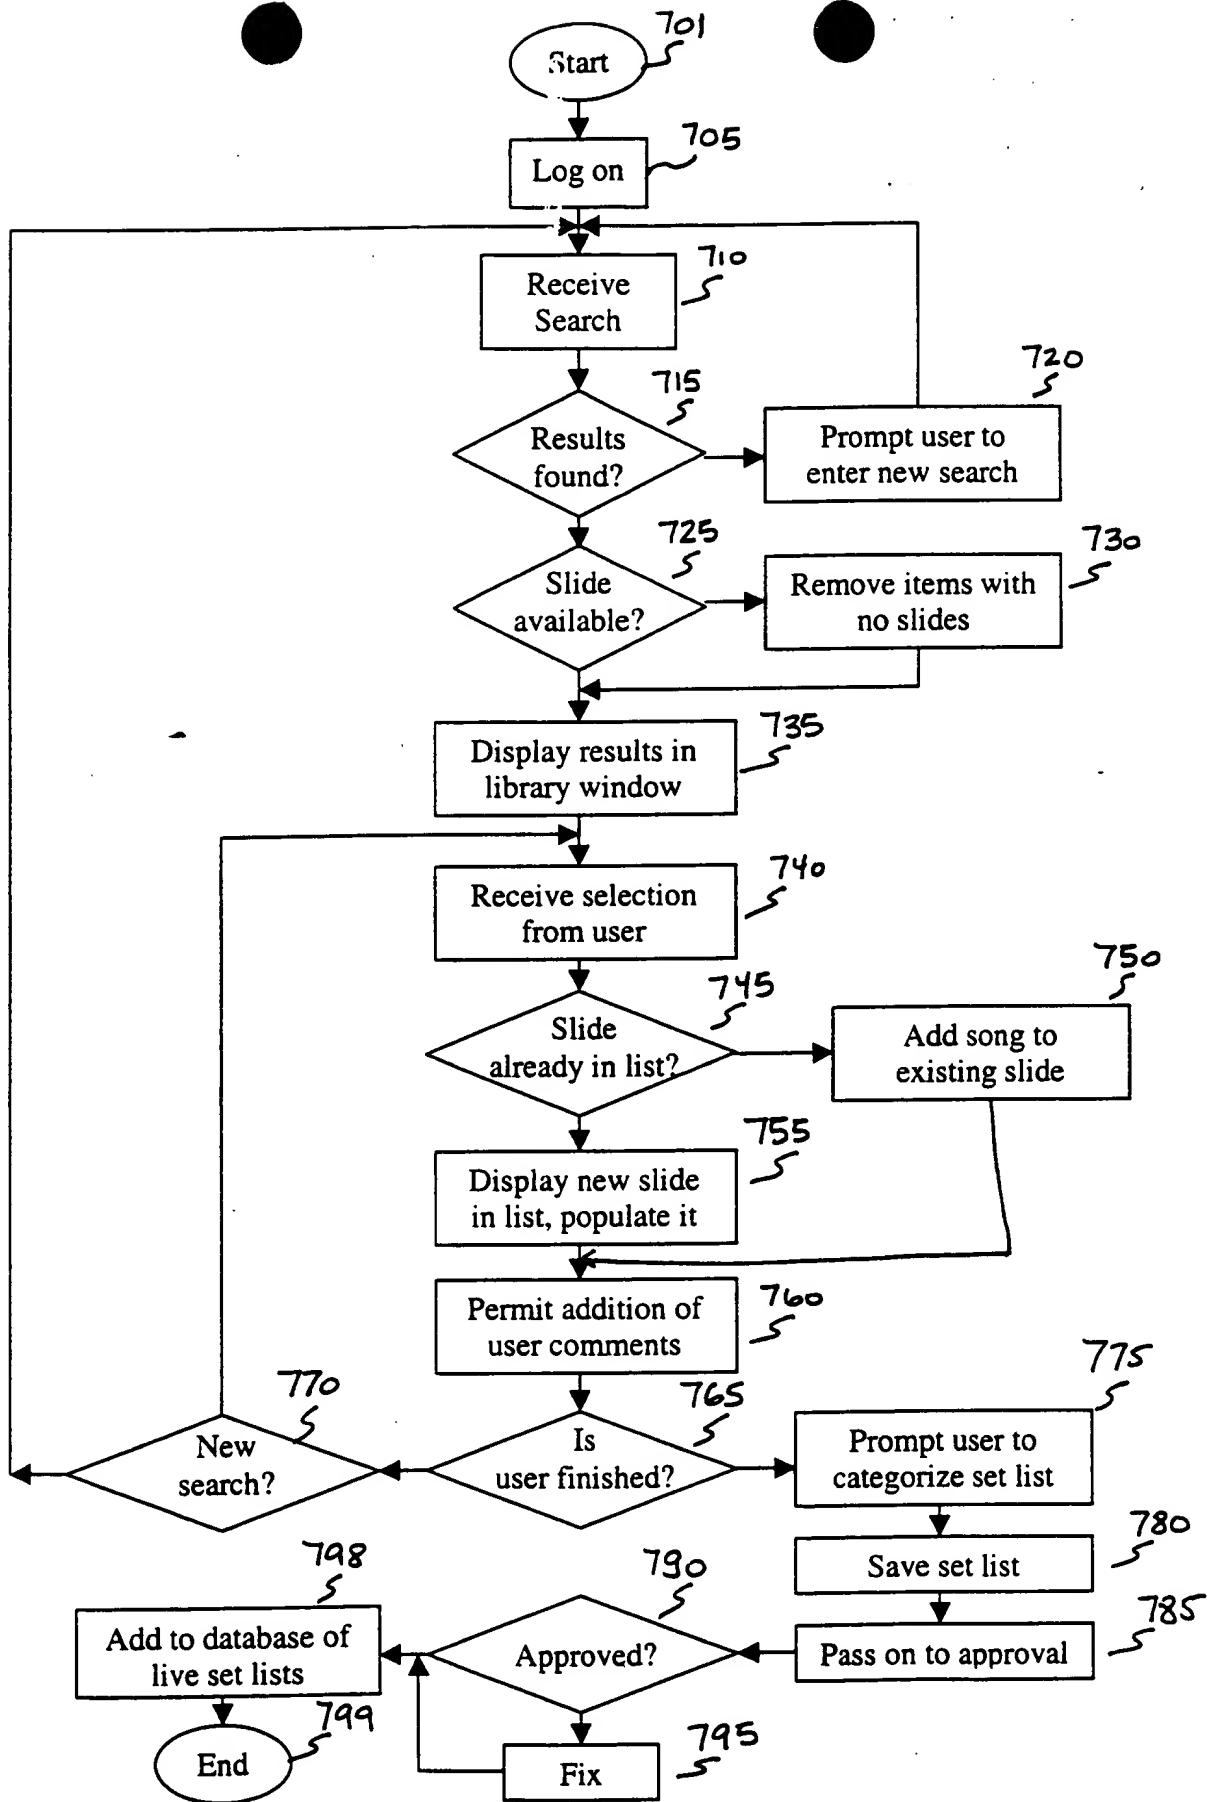 Start
701
Log on
705
Receive
Search
710
Results
found?
715
Prompt user to
enter new search
720
Slide
available?
725
Remove items with
no slides
730
Display results in
library window
735
Receive selection
from user
740
Slide
already in list?
745
Add song to
existing slide
750
Display new slide
in list, populate it
755
Permit addition of
user comments
760
Is
user finished?
765
New
search?
770
Prompt user to
categorize set list
775
Save set list
780
Pass on to approval
785
Approved?
790
Fix
795
Add to database of
live set lists
798
End
799